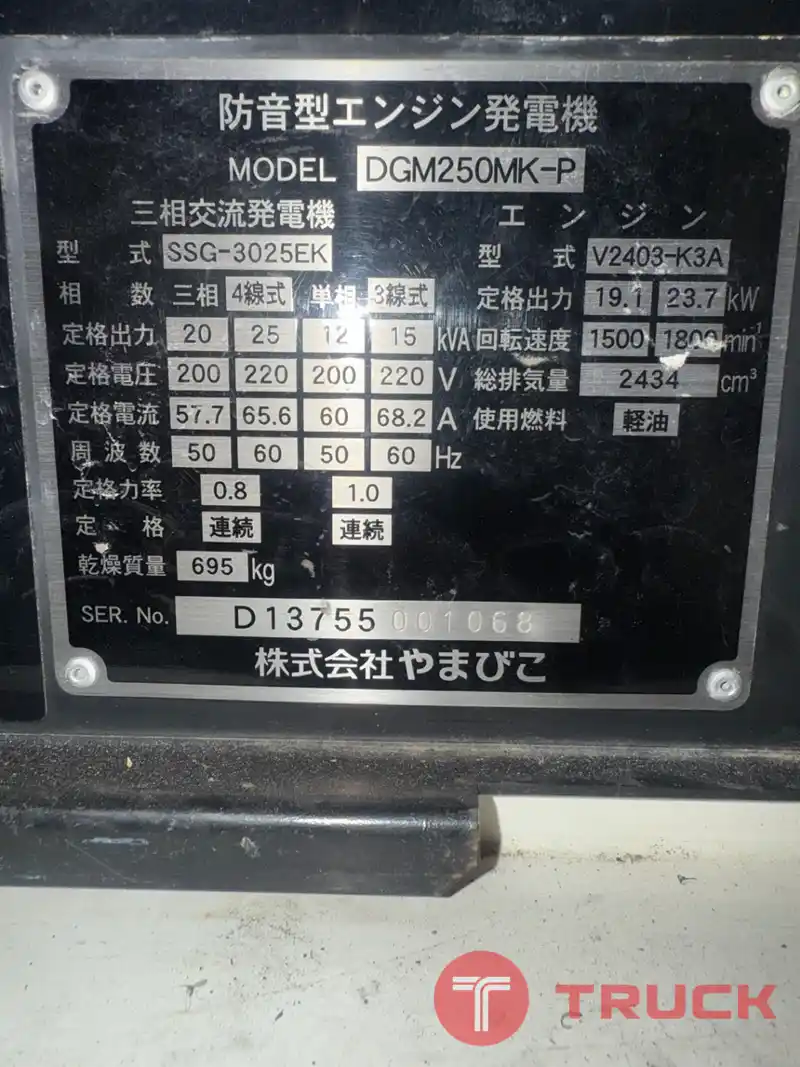 防音型エンジン発電機
MODEL DGM250MK-P
三相交流発電機
型式 SSG-3025EK
相数 三相 4線式 単相 3線式
定格出力 20 25 12 15 kVA
定格電圧 200 220 200 220 V
定格電流 57.7 65.6 60 68.2 A
周波数 50 60 50 60 Hz
定格力率 0.8 1.0
定格 連続 連続
乾燥質量 695 kg
エンジン
型式 V2403-K3A
定格出力 19.1 23.7 kW
回転速度 1500 1800 min⁻¹
総排気量 2434 cm³
使用燃料 軽油
SER. No. D13755 001068
株式会社やまびこ
TRUCK